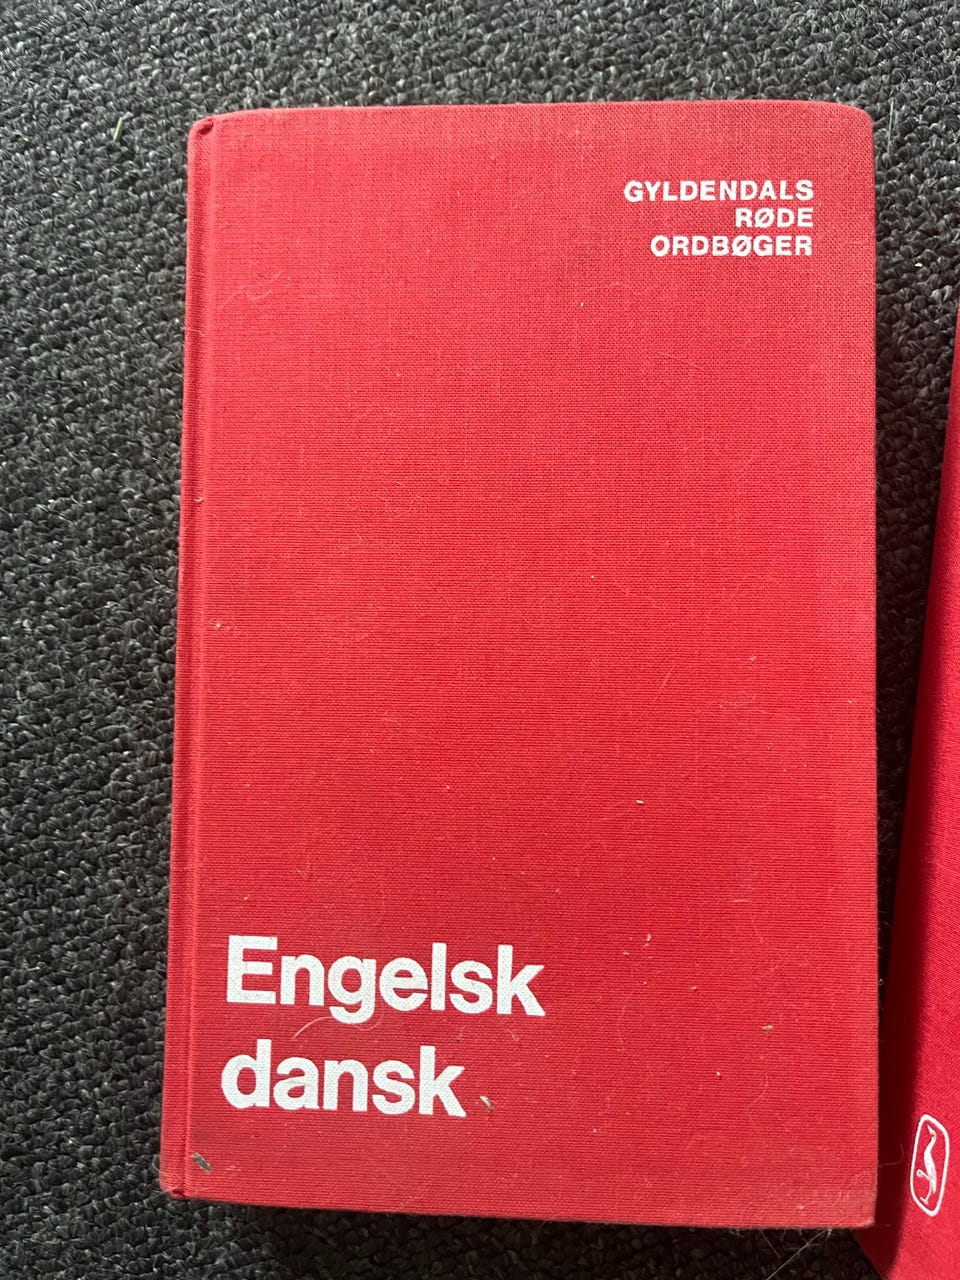 GYLDENDALS
RØDE
ORDBØGER
Engelsk
dansk